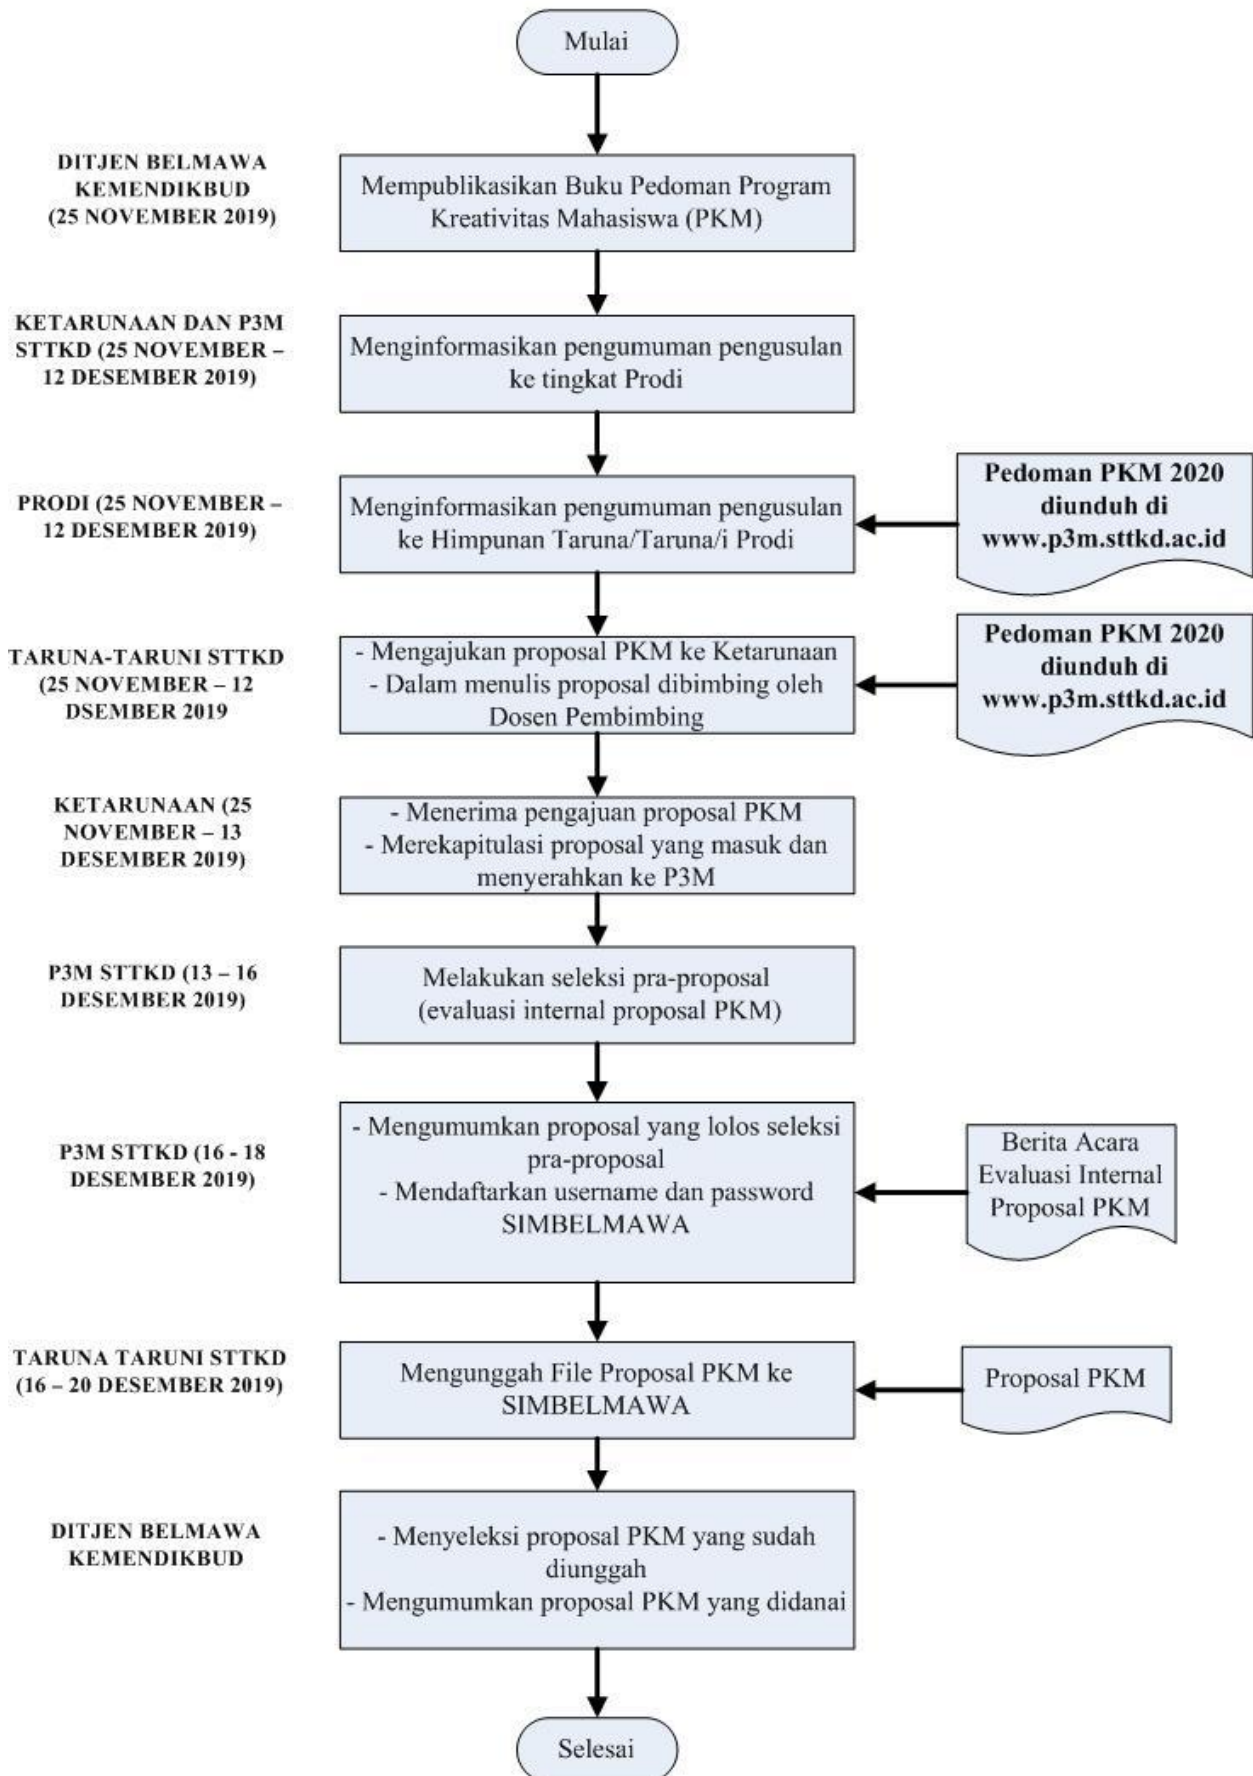 Mulai
DITJEN BELMAWA
KEMENDIKBUD
(25 NOVEMBER 2019)
Mempublikasikan Buku Pedoman Program
Kreativitas Mahasiswa (PKM)
KETARUNAAN DAN P3M
STTKD (25 NOVEMBER –
12 DESEMBER 2019)
Menginformasikan pengumuman pengusulan
ke tingkat Prodi
PRODI (25 NOVEMBER –
12 DESEMBER 2019)
Menginformasikan pengumuman pengusulan
ke Himpunan Taruna/Taruna/i Prodi
Pedoman PKM 2020
diunduh di
www.p3m.sttkd.ac.id
TARUNA-TARUNI STTKD
(25 NOVEMBER – 12
DSEMBER 2019
- Mengajukan proposal PKM ke Ketarunaan
- Dalam menulis proposal dibimbing oleh
Dosen Pembimbing
Pedoman PKM 2020
diunduh di
www.p3m.sttkd.ac.id
KETARUNAAN (25
NOVEMBER – 13
DESEMBER 2019)
- Menerima pengajuan proposal PKM
- Merekapitulasi proposal yang masuk dan
menyerahkan ke P3M
P3M STTKD (13 – 16
DESEMBER 2019)
Melakukan seleksi pra-proposal
(evaluasi internal proposal PKM)
P3M STTKD (16 - 18
DESEMBER 2019)
- Mengumumkan proposal yang lolos seleksi
pra-proposal
- Mendaftarkan username dan password
SIMBELMAWA
Berita Acara
Evaluasi Internal
Proposal PKM
TARUNA TARUNI STTKD
(16 – 20 DESEMBER 2019)
Mengunggah File Proposal PKM ke
SIMBELMAWA
Proposal PKM
DITJEN BELMAWA
KEMENDIKBUD
- Menyeleksi proposal PKM yang sudah
diunggah
- Mengumumkan proposal PKM yang didanai
Selesai